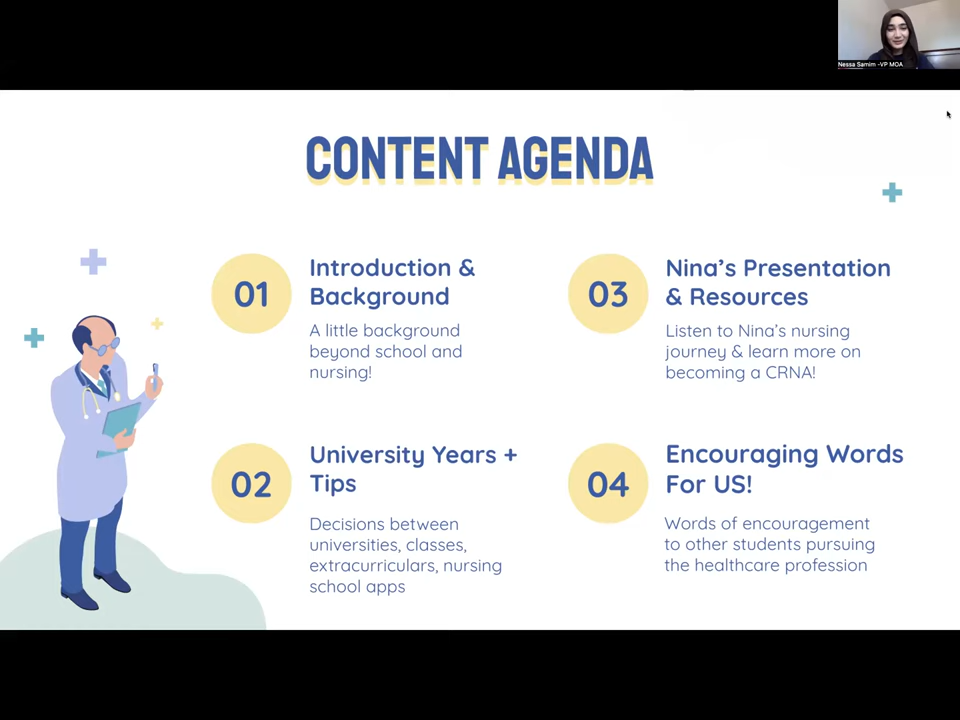 Nessa Samim -VP MOA
CONTENT AGENDA
01
Introduction &
Background
A little background
beyond school and
nursing!
02
University Years +
Tips
Decisions between
universities, classes,
extracurriculars, nursing
school apps
03
Nina’s Presentation
& Resources
Listen to Nina’s nursing
journey & learn more on
becoming a CRNA!
04
Encouraging Words
For US!
Words of encouragement
to other students pursuing
the healthcare profession